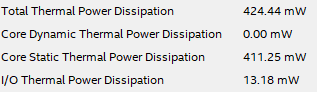 Total Thermal Power Dissipation 424.44 mW
Core Dynamic Thermal Power Dissipation 0.00 mW
Core Static Thermal Power Dissipation 411.25 mW
I/O Thermal Power Dissipation 13.18 mW